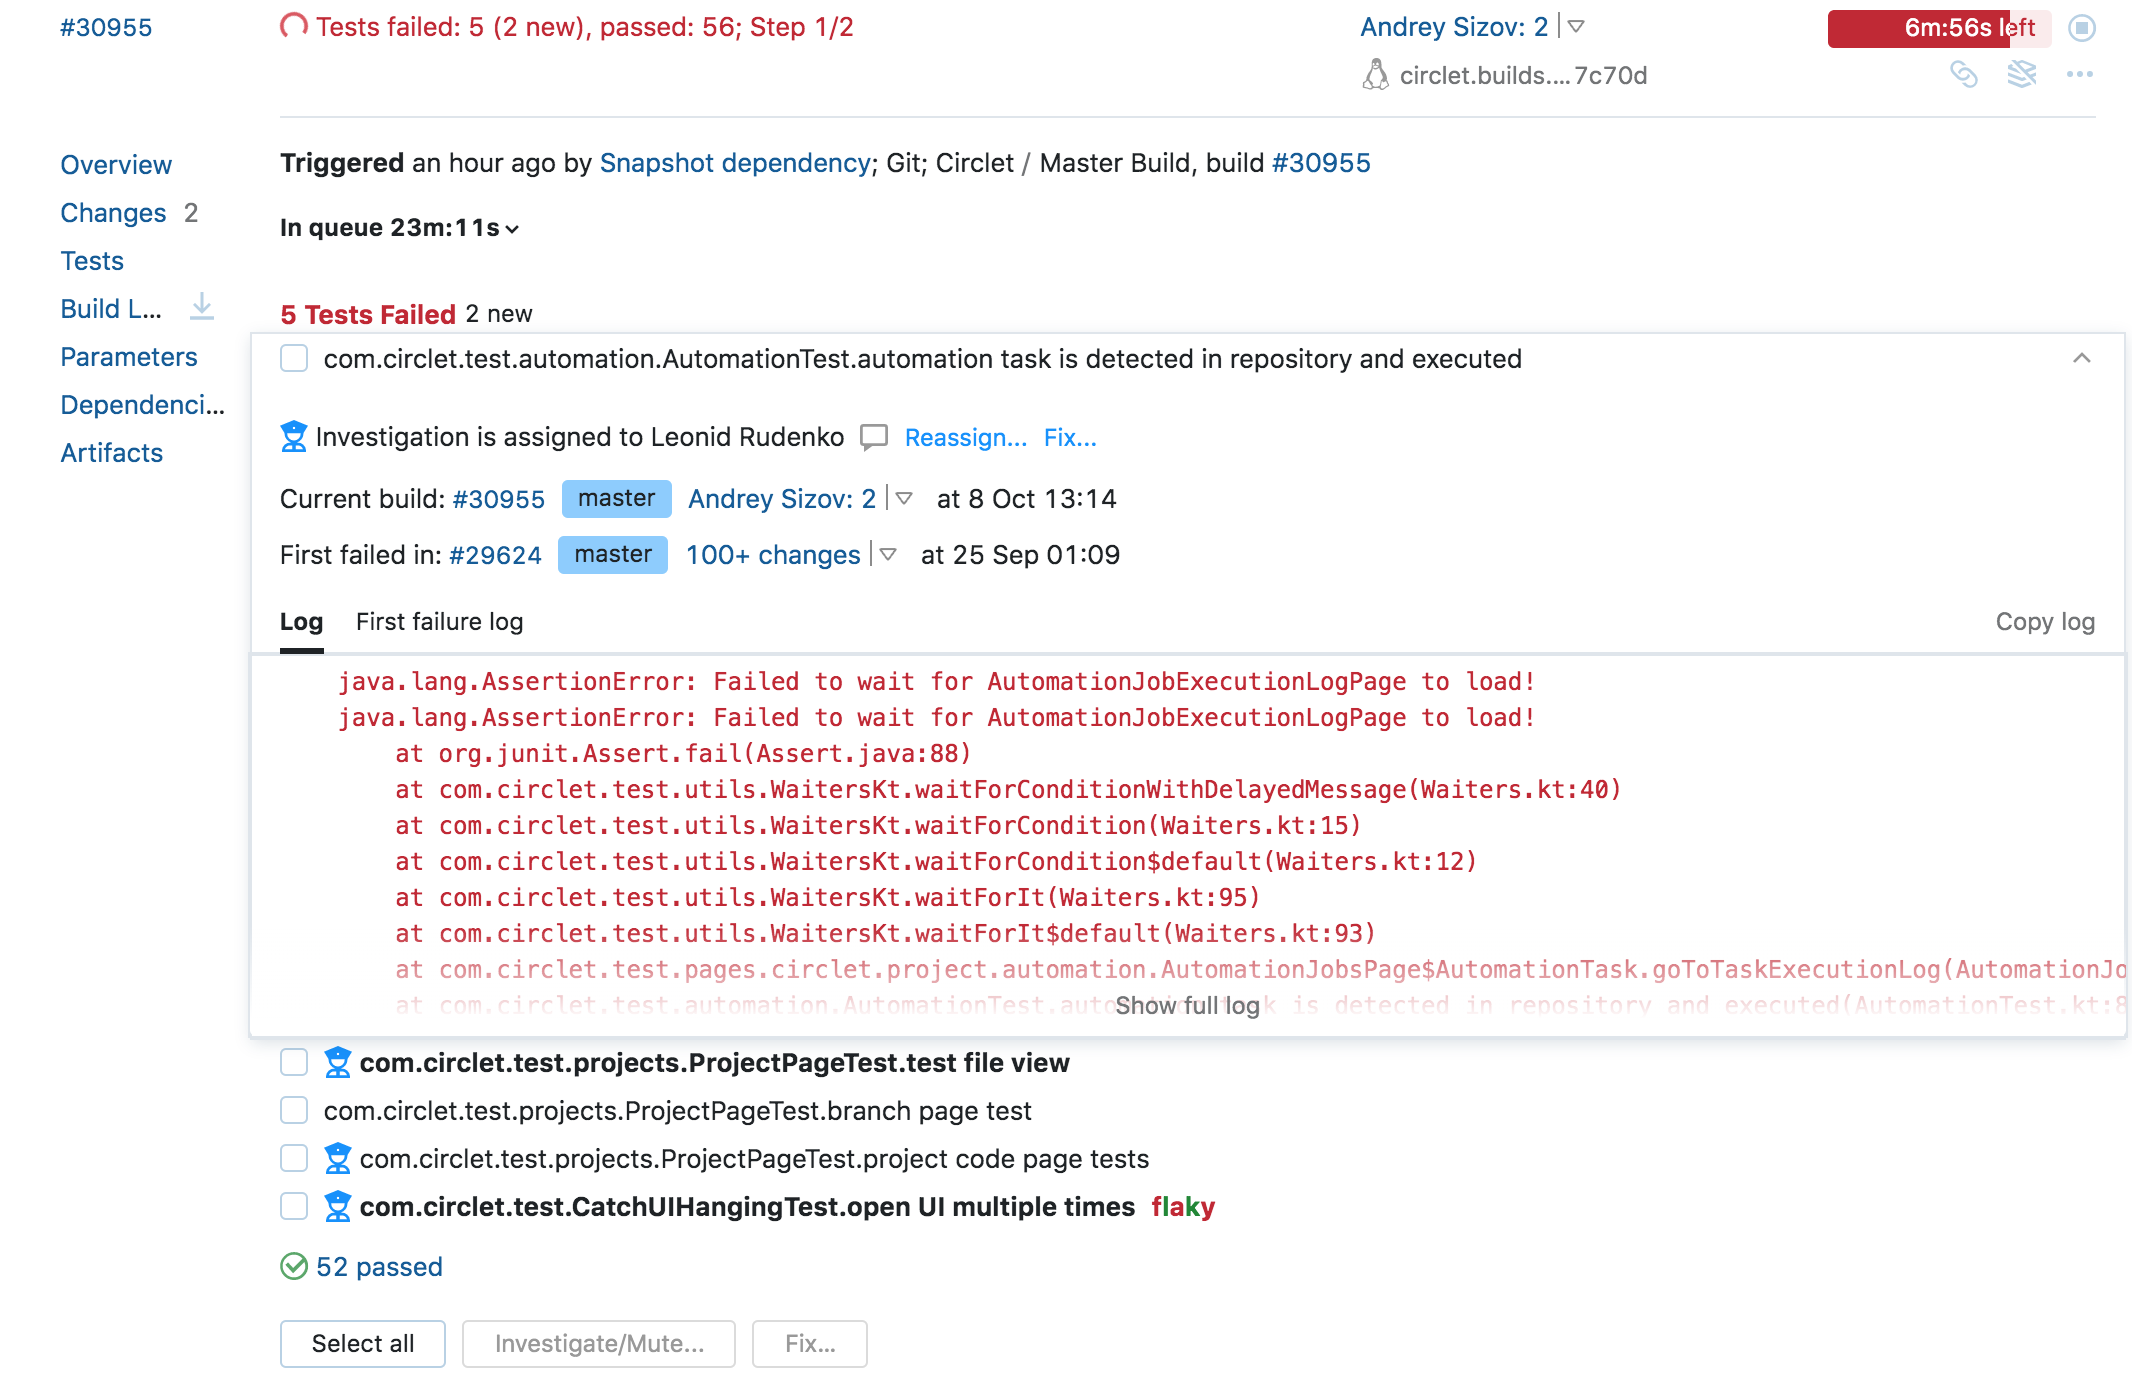 #30955
Tests failed: 5 (2 new), passed: 56; Step 1/2
Andrey Sizov: 2
6m:56s left
circlet.builds....7c70d
Overview
Changes 2
Tests
Build L...
Parameters
Dependenci...
Artifacts
Triggered an hour ago by Snapshot dependency; Git; Circlet / Master Build, build #30955
In queue 23m:11s
5 Tests Failed 2 new
com.circlet.test.automation.AutomationTest.automation task is detected in repository and executed
Investigation is assigned to Leonid Rudenko Reassign... Fix...
Current build: #30955 master Andrey Sizov: 2 at 8 Oct 13:14
First failed in: #29624 master 100+ changes at 25 Sep 01:09
Log First failure log Copy log
java.lang.AssertionError: Failed to wait for AutomationJobExecutionLogPage to load!
java.lang.AssertionError: Failed to wait for AutomationJobExecutionLogPage to load!
at org.junit.Assert.fail(Assert.java:88)
at com.circlet.test.utils.WaitersKt.waitForConditionWithDelayedMessage(Waiters.kt:40)
at com.circlet.test.utils.WaitersKt.waitForCondition(Waiters.kt:15)
at com.circlet.test.utils.WaitersKt.waitForCondition$default(Waiters.kt:12)
at com.circlet.test.utils.WaitersKt.waitForIt(Waiters.kt:95)
at com.circlet.test.utils.WaitersKt.waitForIt$default(Waiters.kt:93)
at com.circlet.test.pages.circlet.project.automation.AutomationJobsPage$AutomationTask.goToTaskExecutionLog(AutomationJo
at com.circlet.test.automation.AutomationTest.automation task is detected in repository and executed(AutomationTest.kt:8
Show full log
com.circlet.test.projects.ProjectPageTest.test file view
com.circlet.test.projects.ProjectPageTest.branch page test
com.circlet.test.projects.ProjectPageTest.project code page tests
com.circlet.test.CatchUIHangingTest.open UI multiple times flaky
52 passed
Select all Investigate/Mute... Fix...